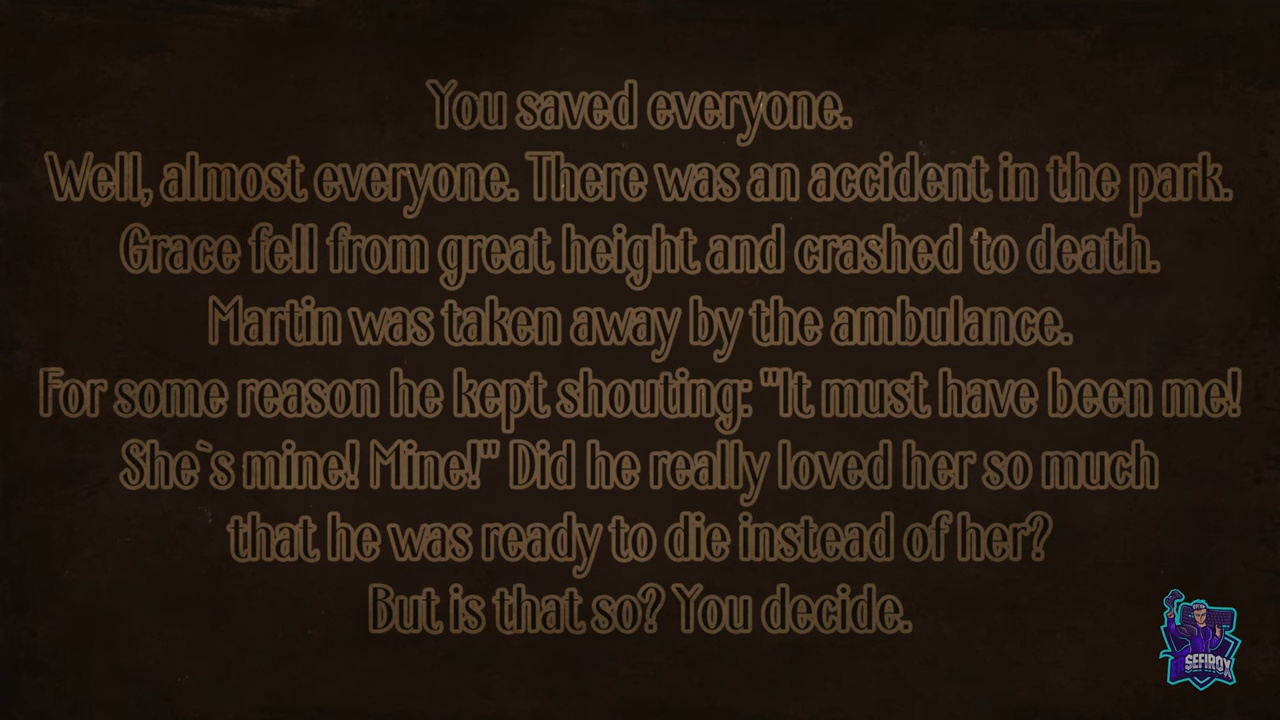 You saved everyone.
Well, almost everyone. There was an accident in the park.
Grace fell from great height and crashed to death.
Martin was taken away by the ambulance.
For some reason he kept shouting: "It must have been me!
She`s mine! Mine!" Did he really loved her so much
that he was ready to die instead of her?
But is that so? You decide.
SEFIROX